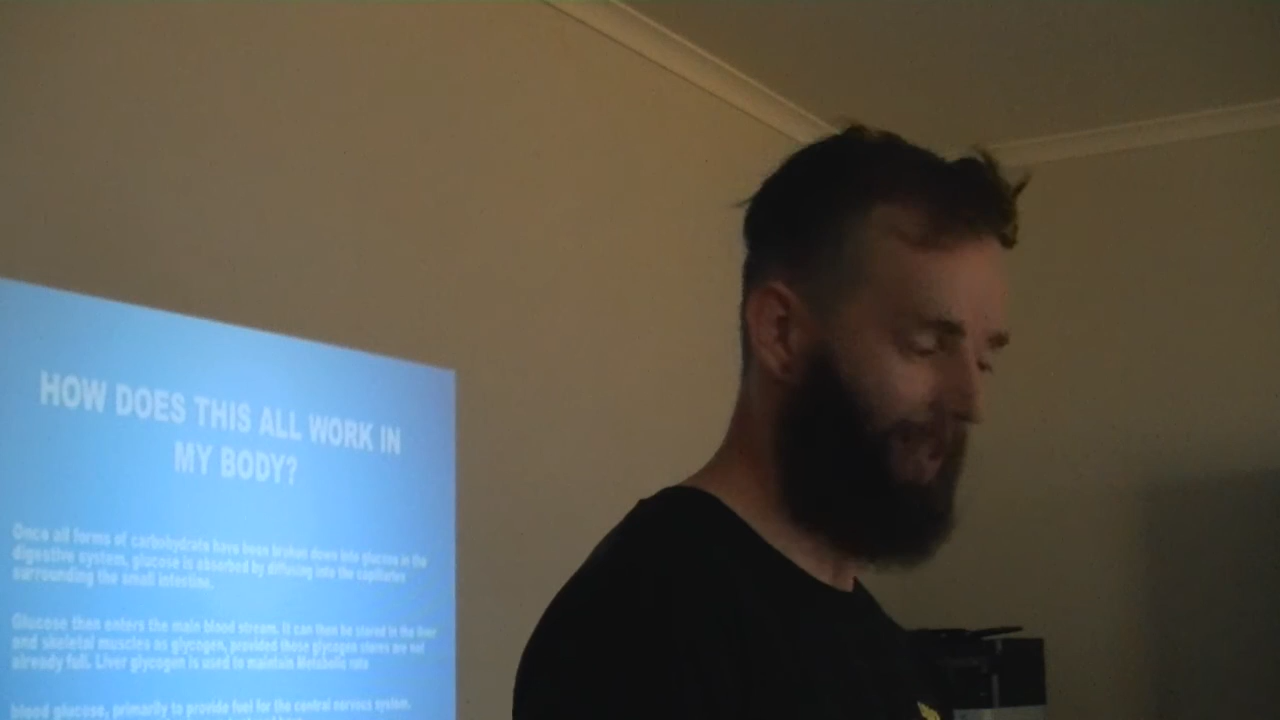 HOW DOES THIS ALL WORK IN
MY BODY?
Once all forms of carbohydrate have been broken down into glucose in the
digestive system, glucose is absorbed by diffusing into the capillaries
surrounding the small intestine.
Glucose then enters the main blood stream. It can then be stored in the liver
and skeletal muscles as glycogen, provided those glycogen stores are not
already full. Liver glycogen is used to maintain Metabolic rate
blood glucose, primarily to provide fuel for the central nervous system.